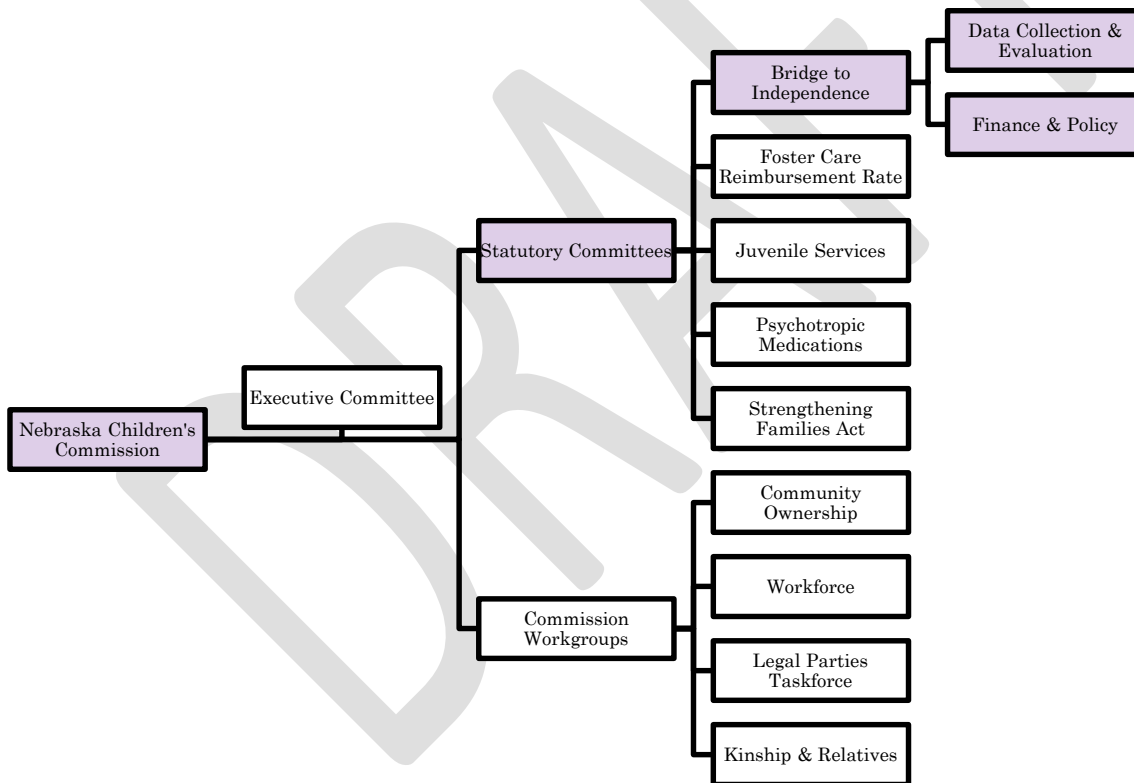 Data Collection &
Evaluation
Bridge to
Independence
Finance & Policy
Foster Care
Reimbursement Rate
Statutory Committees
Juvenile Services
Psychotropic
Medications
Executive Committee
Strengthening
Families Act
Nebraska Children's
Commission
Community
Ownership
Workforce
Commission
Workgroups
Legal Parties
Taskforce
Kinship & Relatives
DRAFT